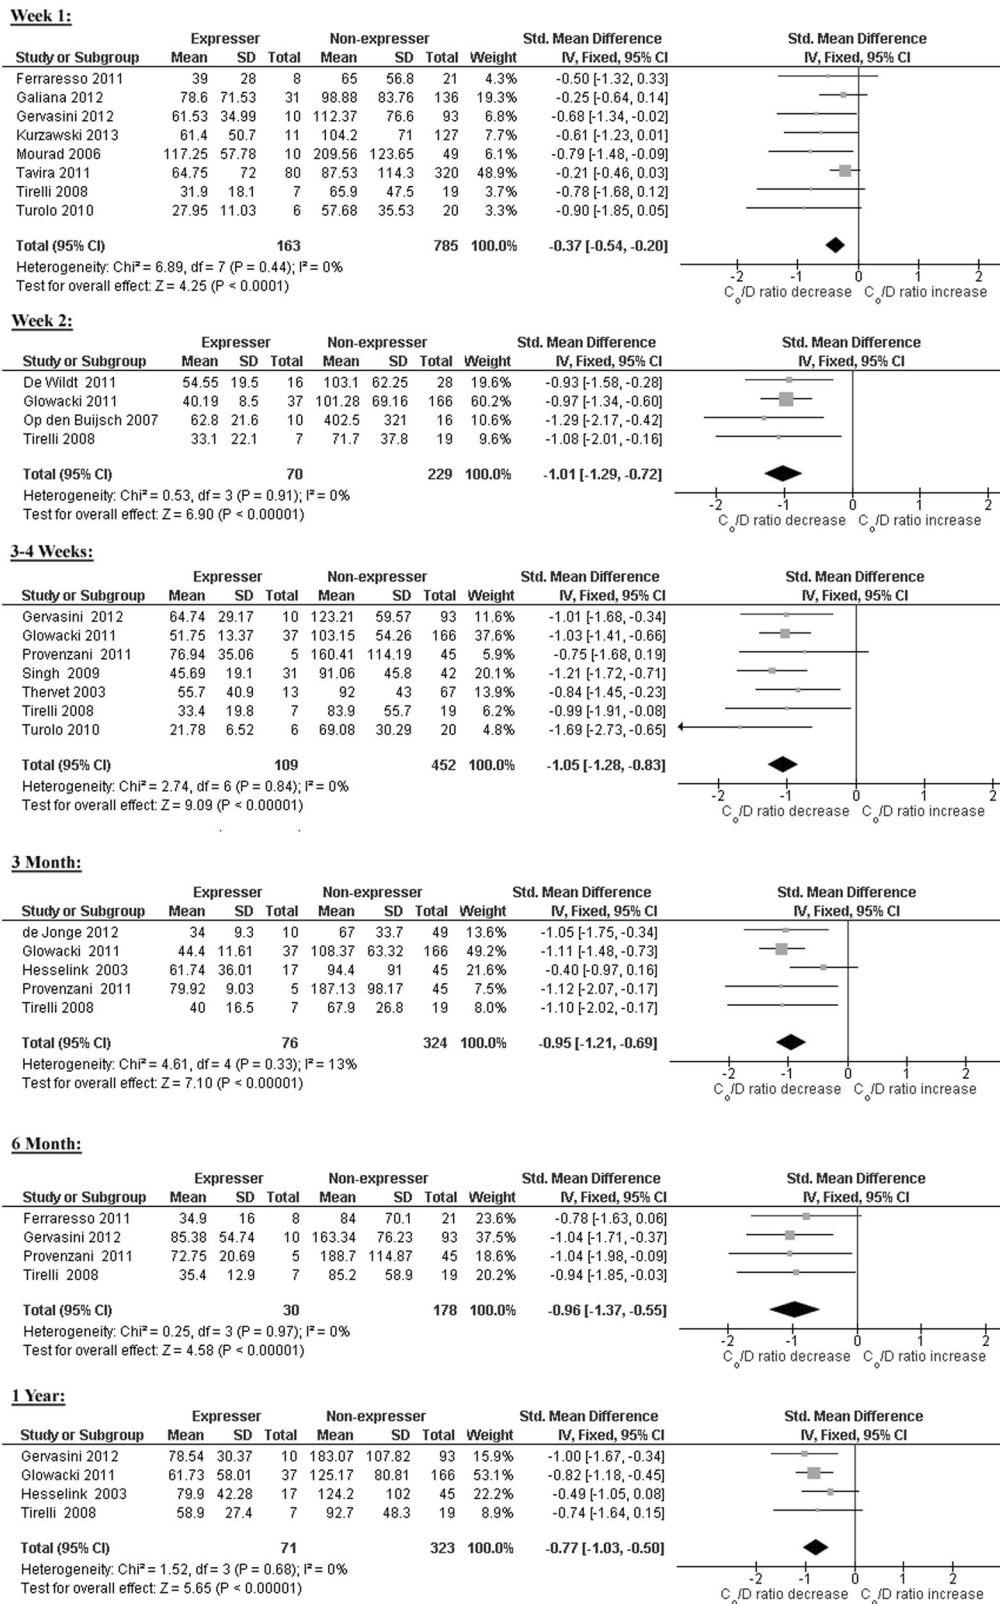 Week 1:
Expresser Non-expresser Std. Mean Difference Std. Mean Difference
Study or Subgroup Mean SD Total Mean SD Total Weight IV, Fixed, 95% CI IV, Fixed, 95% CI
Ferraresso 2011 39 28 8 65 56.8 21 4.3% -0.50 [-1.32, 0.33]
Galiana 2012 78.6 71.53 31 98.88 83.76 136 19.3% -0.25 [-0.64, 0.14]
Gervasini 2012 61.53 34.99 10 112.37 76.6 93 6.8% -0.68 [-1.34, -0.02]
Kurzawski 2013 61.4 50.7 11 104.2 71 127 7.7% -0.61 [-1.23, 0.01]
Mourad 2006 117.25 57.78 10 209.56 123.65 49 6.1% -0.79 [-1.48, -0.09]
Tavira 2011 64.75 72 80 87.53 114.3 320 48.9% -0.21 [-0.46, 0.03]
Tirelli 2008 31.9 18.1 7 65.9 47.5 19 3.7% -0.78 [-1.68, 0.12]
Turolo 2010 27.95 11.03 6 57.68 35.53 20 3.3% -0.90 [-1.85, 0.05]
Total (95% CI) 163 785 100.0% -0.37 [-0.54, -0.20]
Heterogeneity: Chi² = 6.89, df = 7 (P = 0.44); I² = 0%
Test for overall effect: Z = 4.25 (P < 0.0001)
-2 -1 0 1 2
C₀/D ratio decrease C₀/D ratio increase
Week 2:
Expresser Non-expresser Std. Mean Difference Std. Mean Difference
Study or Subgroup Mean SD Total Mean SD Total Weight IV, Fixed, 95% CI IV, Fixed, 95% CI
De Wildt 2011 54.55 19.5 16 103.1 62.25 28 19.6% -0.93 [-1.58, -0.28]
Glowacki 2011 40.19 8.5 37 101.28 69.16 166 60.2% -0.97 [-1.34, -0.60]
Op den Buijsch 2007 62.8 21.6 10 402.5 321 16 10.6% -1.29 [-2.17, -0.42]
Tirelli 2008 33.1 22.1 7 71.7 37.8 19 9.6% -1.08 [-2.01, -0.16]
Total (95% CI) 70 229 100.0% -1.01 [-1.29, -0.72]
Heterogeneity: Chi² = 0.53, df = 3 (P = 0.91); I² = 0%
Test for overall effect: Z = 6.90 (P < 0.00001)
-2 -1 0 1 2
C₀/D ratio decrease C₀/D ratio increase
3-4 Weeks:
Expresser Non-expresser Std. Mean Difference Std. Mean Difference
Study or Subgroup Mean SD Total Mean SD Total Weight IV, Fixed, 95% CI IV, Fixed, 95% CI
Gervasini 2012 64.74 29.17 10 123.21 59.57 93 11.6% -1.01 [-1.68, -0.34]
Glowacki 2011 51.75 13.37 37 103.15 54.26 166 37.6% -1.03 [-1.41, -0.66]
Provenzani 2011 76.94 35.06 5 160.41 114.19 45 5.9% -0.75 [-1.68, 0.19]
Singh 2009 45.69 19.1 31 91.06 45.8 42 20.1% -1.21 [-1.72, -0.71]
Thervet 2003 55.7 40.9 13 92 43 67 13.9% -0.84 [-1.45, -0.23]
Tirelli 2008 33.4 19.8 7 83.9 55.7 19 6.2% -0.99 [-1.91, -0.08]
Turolo 2010 21.78 6.52 6 69.08 30.29 20 4.8% -1.69 [-2.73, -0.65]
Total (95% CI) 109 452 100.0% -1.05 [-1.28, -0.83]
Heterogeneity: Chi² = 2.74, df = 6 (P = 0.84); I² = 0%
Test for overall effect: Z = 9.09 (P < 0.00001)
-2 -1 0 1 2
C₀/D ratio decrease C₀/D ratio increase
3 Month:
Expresser Non-expresser Std. Mean Difference Std. Mean Difference
Study or Subgroup Mean SD Total Mean SD Total Weight IV, Fixed, 95% CI IV, Fixed, 95% CI
de Jonge 2012 34 9.3 10 67 33.7 49 13.6% -1.05 [-1.75, -0.34]
Glowacki 2011 44.4 11.61 37 108.37 63.32 166 49.2% -1.11 [-1.48, -0.73]
Hesselink 2003 61.74 36.01 17 94.4 91 45 21.6% -0.40 [-0.97, 0.16]
Provenzani 2011 79.92 9.03 5 187.13 98.17 45 7.5% -1.12 [-2.07, -0.17]
Tirelli 2008 40 16.5 7 67.9 26.8 19 8.0% -1.10 [-2.02, -0.17]
Total (95% CI) 76 324 100.0% -0.95 [-1.21, -0.69]
Heterogeneity: Chi² = 4.61, df = 4 (P = 0.33); I² = 13%
Test for overall effect: Z = 7.10 (P < 0.00001)
-2 -1 0 1 2
C₀/D ratio decrease C₀/D ratio increase
6 Month:
Expresser Non-expresser Std. Mean Difference Std. Mean Difference
Study or Subgroup Mean SD Total Mean SD Total Weight IV, Fixed, 95% CI IV, Fixed, 95% CI
Ferraresso 2011 34.9 16 8 84 70.1 21 23.6% -0.78 [-1.63, 0.06]
Gervasini 2012 85.38 54.74 10 163.34 76.23 93 37.5% -1.04 [-1.71, -0.37]
Provenzani 2011 72.75 20.69 5 188.7 114.87 45 18.6% -1.04 [-1.98, -0.09]
Tirelli 2008 35.4 12.9 7 85.2 58.9 19 20.2% -0.94 [-1.85, -0.03]
Total (95% CI) 30 178 100.0% -0.96 [-1.37, -0.55]
Heterogeneity: Chi² = 0.25, df = 3 (P = 0.97); I² = 0%
Test for overall effect: Z = 4.58 (P < 0.00001)
-2 -1 0 1 2
C₀/D ratio decrease C₀/D ratio increase
1 Year:
Expresser Non-expresser Std. Mean Difference Std. Mean Difference
Study or Subgroup Mean SD Total Mean SD Total Weight IV, Fixed, 95% CI IV, Fixed, 95% CI
Gervasini 2012 78.54 30.37 10 183.07 107.82 93 15.9% -1.00 [-1.67, -0.34]
Glowacki 2011 61.73 58.01 37 125.17 80.81 166 53.1% -0.82 [-1.18, -0.45]
Hesselink 2003 79.9 42.28 17 124.2 102 45 22.2% -0.49 [-1.05, 0.08]
Tirelli 2008 58.9 27.4 7 92.7 48.3 19 8.9% -0.74 [-1.64, 0.15]
Total (95% CI) 71 323 100.0% -0.77 [-1.03, -0.50]
Heterogeneity: Chi² = 1.52, df = 3 (P = 0.68); I² = 0%
Test for overall effect: Z = 5.65 (P < 0.00001)
-2 -1 0 1 2
C₀/D ratio decrease C₀/D ratio increase